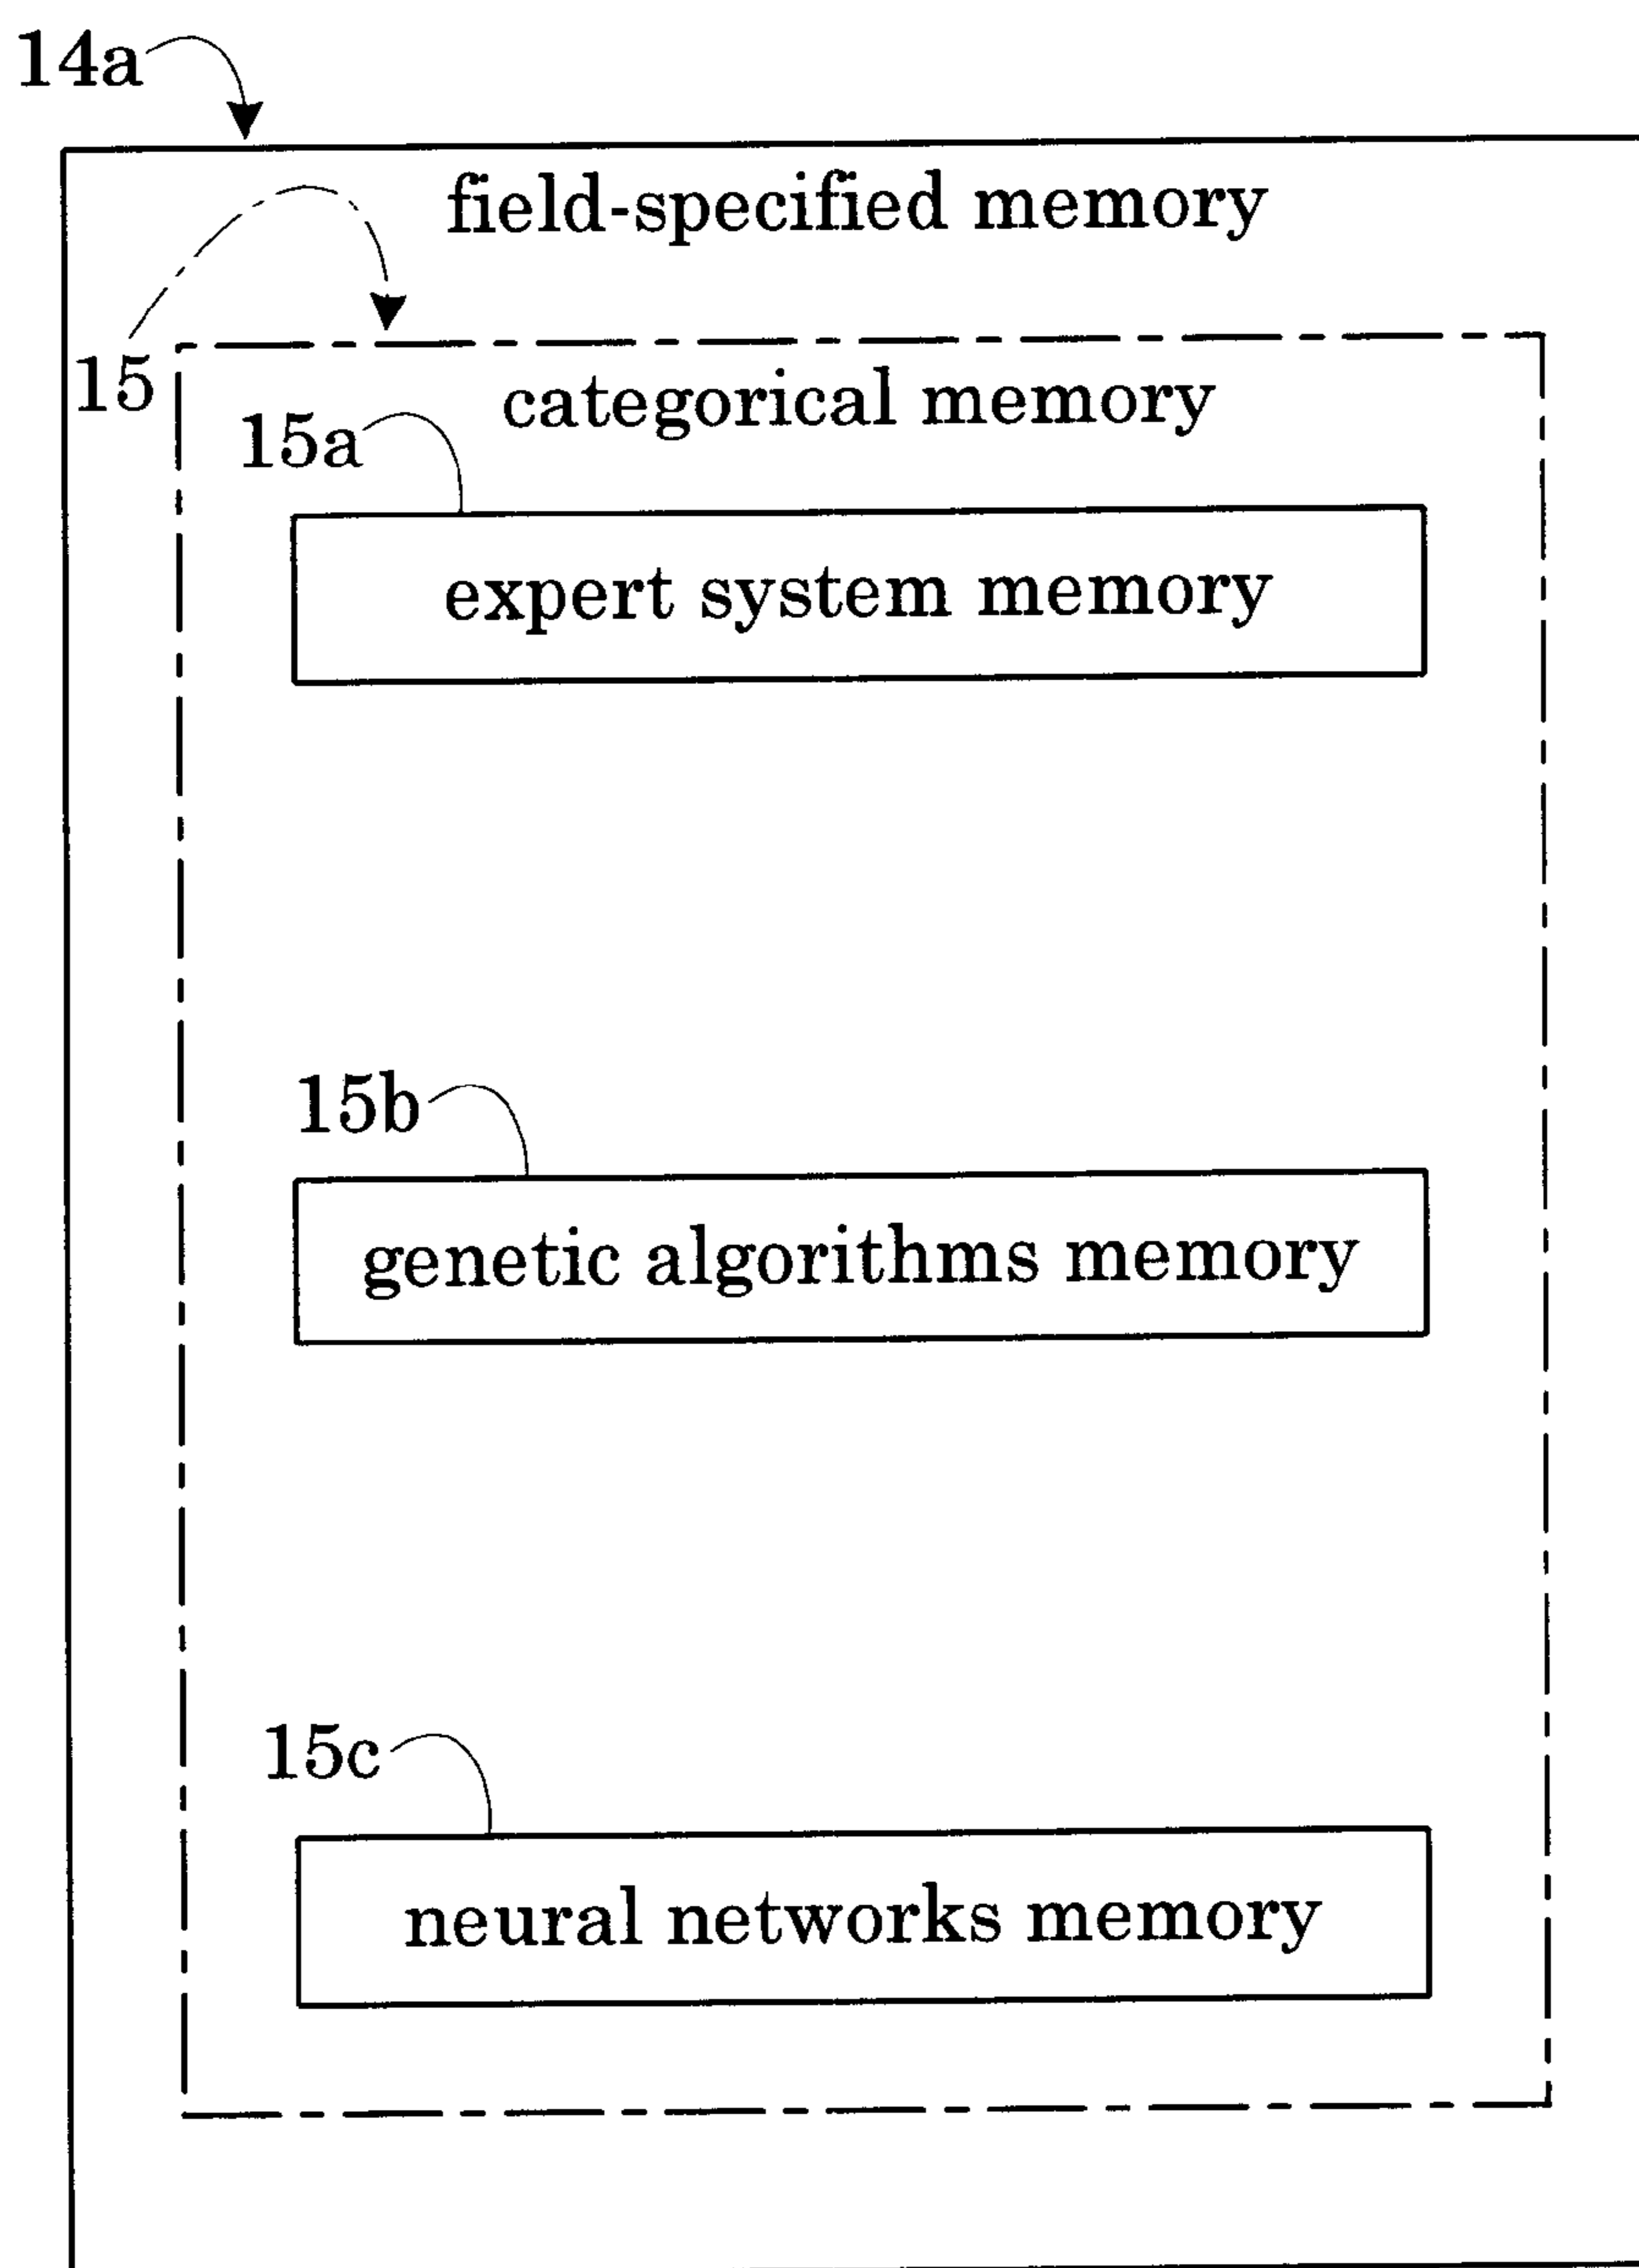 14a
field-specified memory
15
categorical memory
15a
expert system memory
15b
genetic algorithms memory
15c
neural networks memory